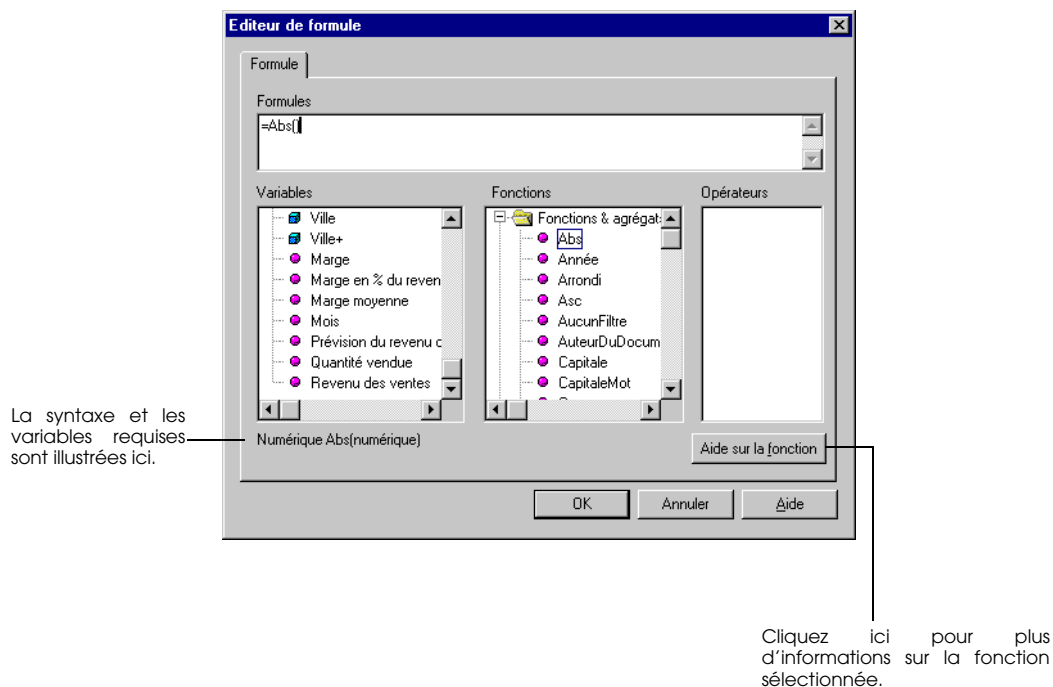 Editeur de formule
Formule
Formules
=Abs()
Variables
Ville
Ville+
Marge
Marge en % du reven
Marge moyenne
Mois
Prévision du revenu c
Quantité vendue
Revenu des ventes
Fonctions
Fonctions & agrégat
Abs
Année
Arrondi
Asc
AucunFiltre
AuteurDuDocum
Capitale
CapitaleMot
Opérateurs
Numérique Abs(numérique)
Aide sur la fonction
OK
Annuler
Aide
La syntaxe et les
variables requises
sont illustrées ici.
Cliquez ici pour plus
d'informations sur la fonction
sélectionnée.